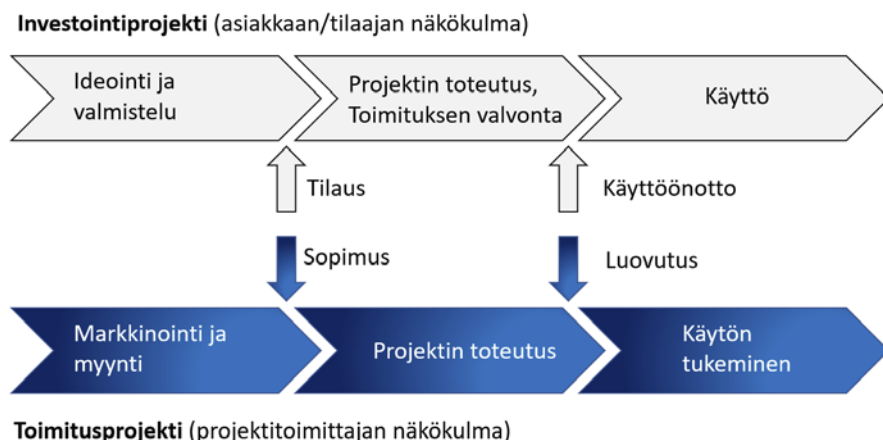 Investointiprojekti (asiakkaan/tilaajan näkökulma)
Ideointi ja
valmistelu
Projektin toteutus,
Toimituksen valvonta
Käyttö
Tilaus
Käyttöönotto
Sopimus
Luovutus
Markkinointi ja
myynti
Projektin toteutus
Käytön
tukeminen
Toimitusprojekti (projektitoimittajan näkökulma)